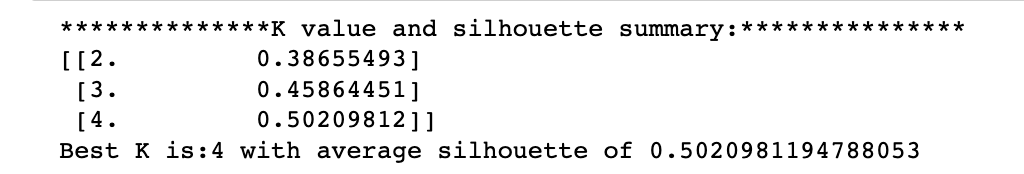 **************K value and silhouette summary:***************
[[2.         0.38655493]
 [3.         0.45864451]
 [4.         0.50209812]]
Best K is:4 with average silhouette of 0.5020981194788053